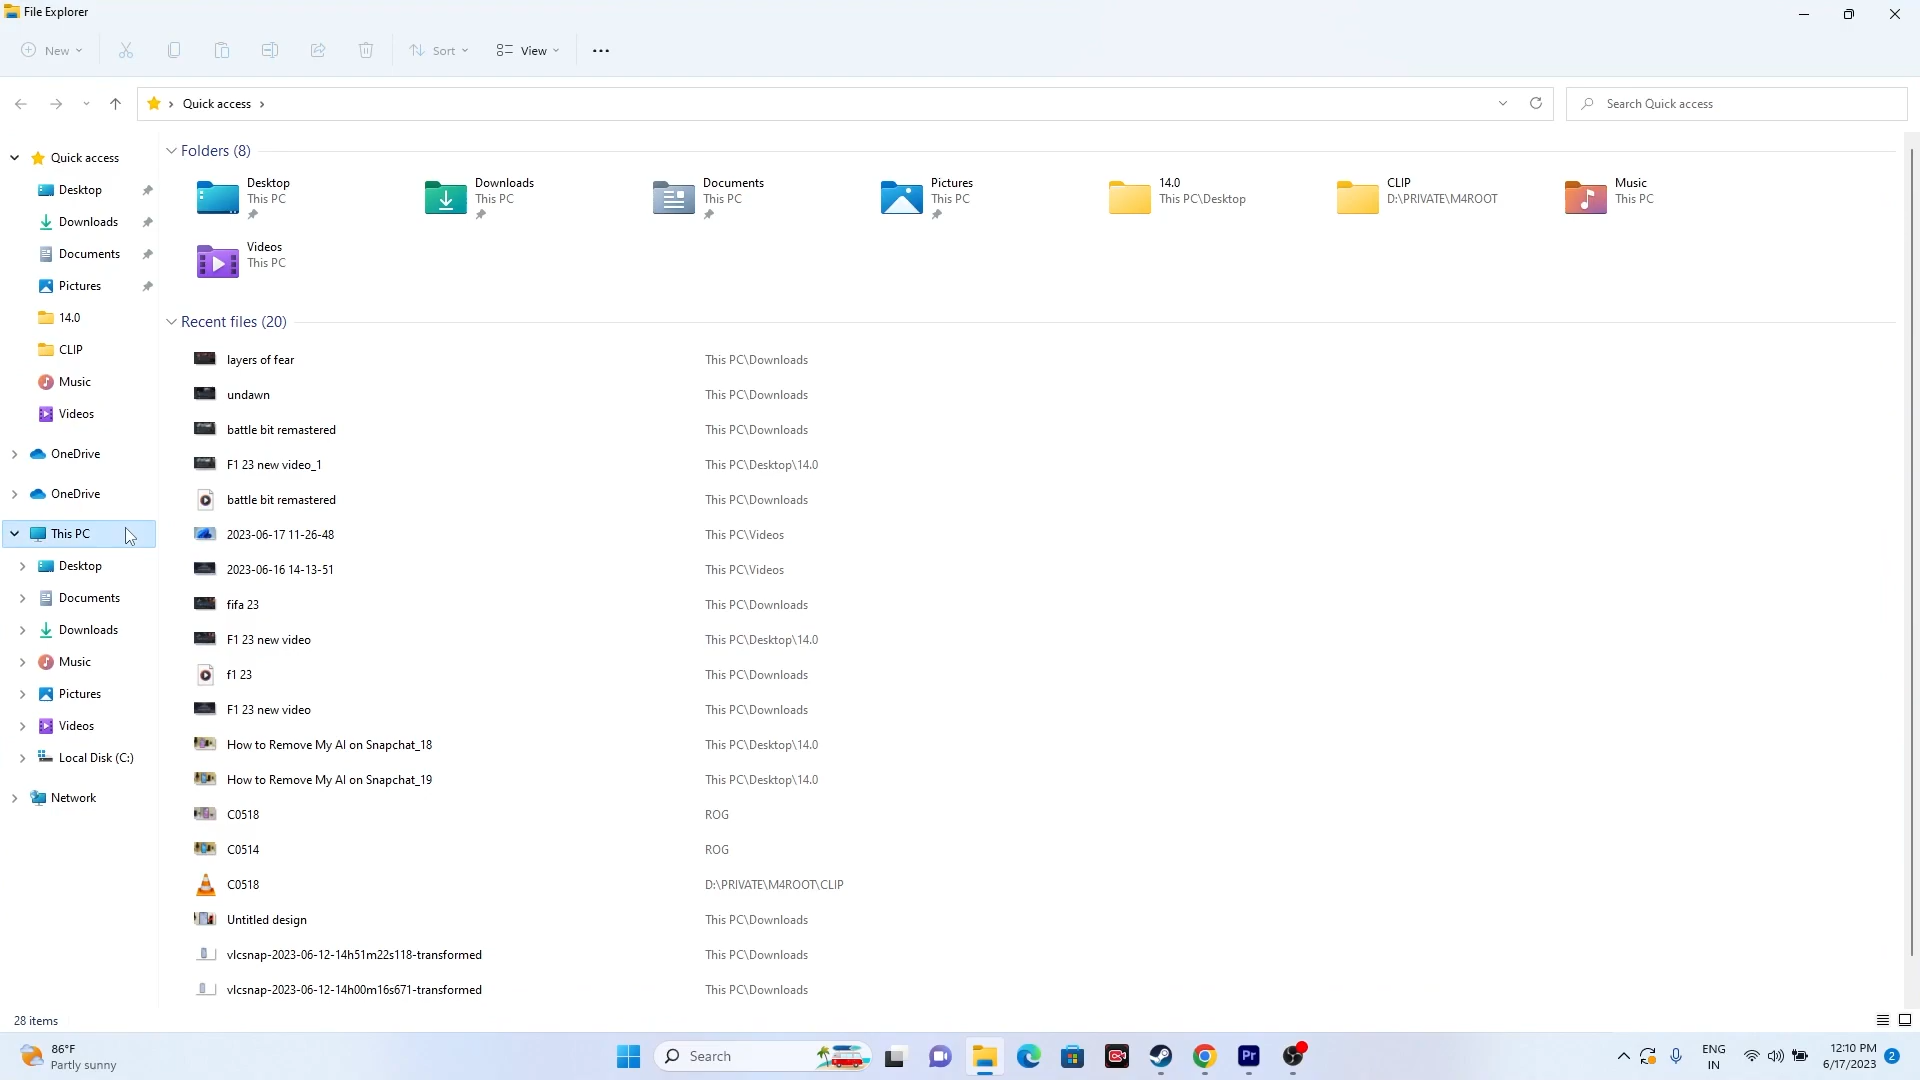 File Explorer
New
Sort
View
Quick access
Search Quick access
Quick access
Desktop
Downloads
Documents
Pictures
14.0
CLIP
Music
Videos
OneDrive
OneDrive
This PC
Desktop
Documents
Downloads
Music
Pictures
Videos
Local Disk (C:)
Network
Folders (8)
Desktop
This PC
Downloads
This PC
Documents
This PC
Pictures
This PC
14.0
This PC\Desktop
CLIP
D:\PRIVATE\M4ROOT
Music
This PC
Videos
This PC
Recent files (20)
layers of fear This PC\Downloads
undawn This PC\Downloads
battle bit remastered This PC\Downloads
F1 23 new video_1 This PC\Desktop\14.0
battle bit remastered This PC\Downloads
2023-06-17 11-26-48 This PC\Videos
2023-06-16 14-13-51 This PC\Videos
fifa 23 This PC\Downloads
F1 23 new video This PC\Desktop\14.0
f1 23 This PC\Downloads
F1 23 new video This PC\Downloads
How to Remove My AI on Snapchat_18 This PC\Desktop\14.0
How to Remove My AI on Snapchat_19 This PC\Desktop\14.0
C0518 ROG
C0514 ROG
C0518 D:\PRIVATE\M4ROOT\CLIP
Untitled design This PC\Downloads
vlcsnap-2023-06-12-14h51m22s118-transformed This PC\Downloads
vlcsnap-2023-06-12-14h00m16s671-transformed This PC\Downloads
28 items
86°F
Partly sunny
Search
Pr
ENG
IN
12:10 PM
6/17/2023
2